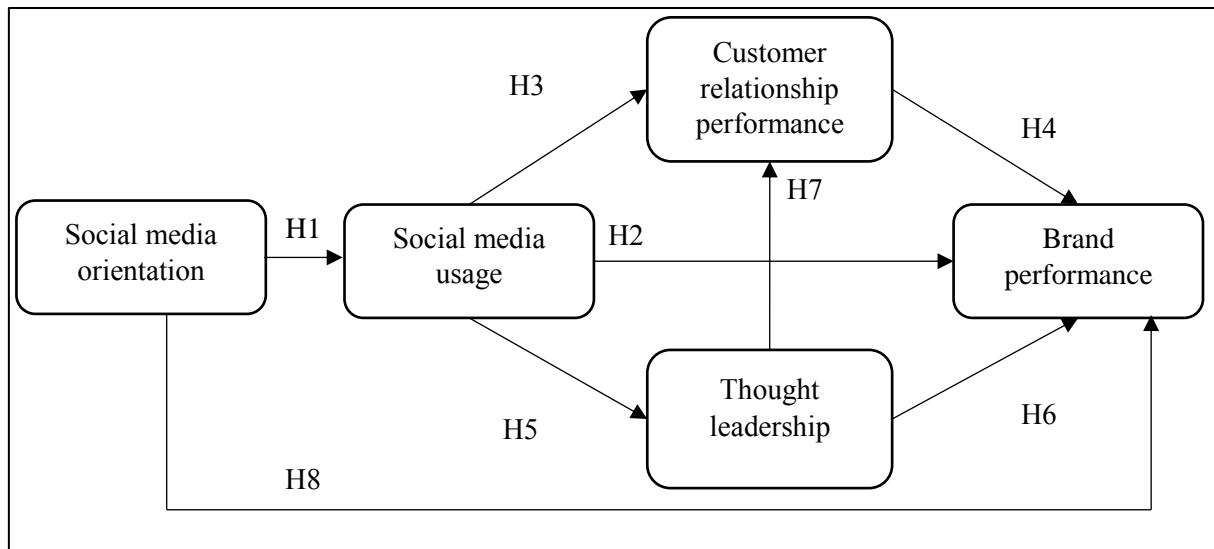 Customer
relationship
performance
H3
H4
H7
Social media
orientation
H1
Social media
usage
H2
Brand
performance
Thought
leadership
H5
H6
H8